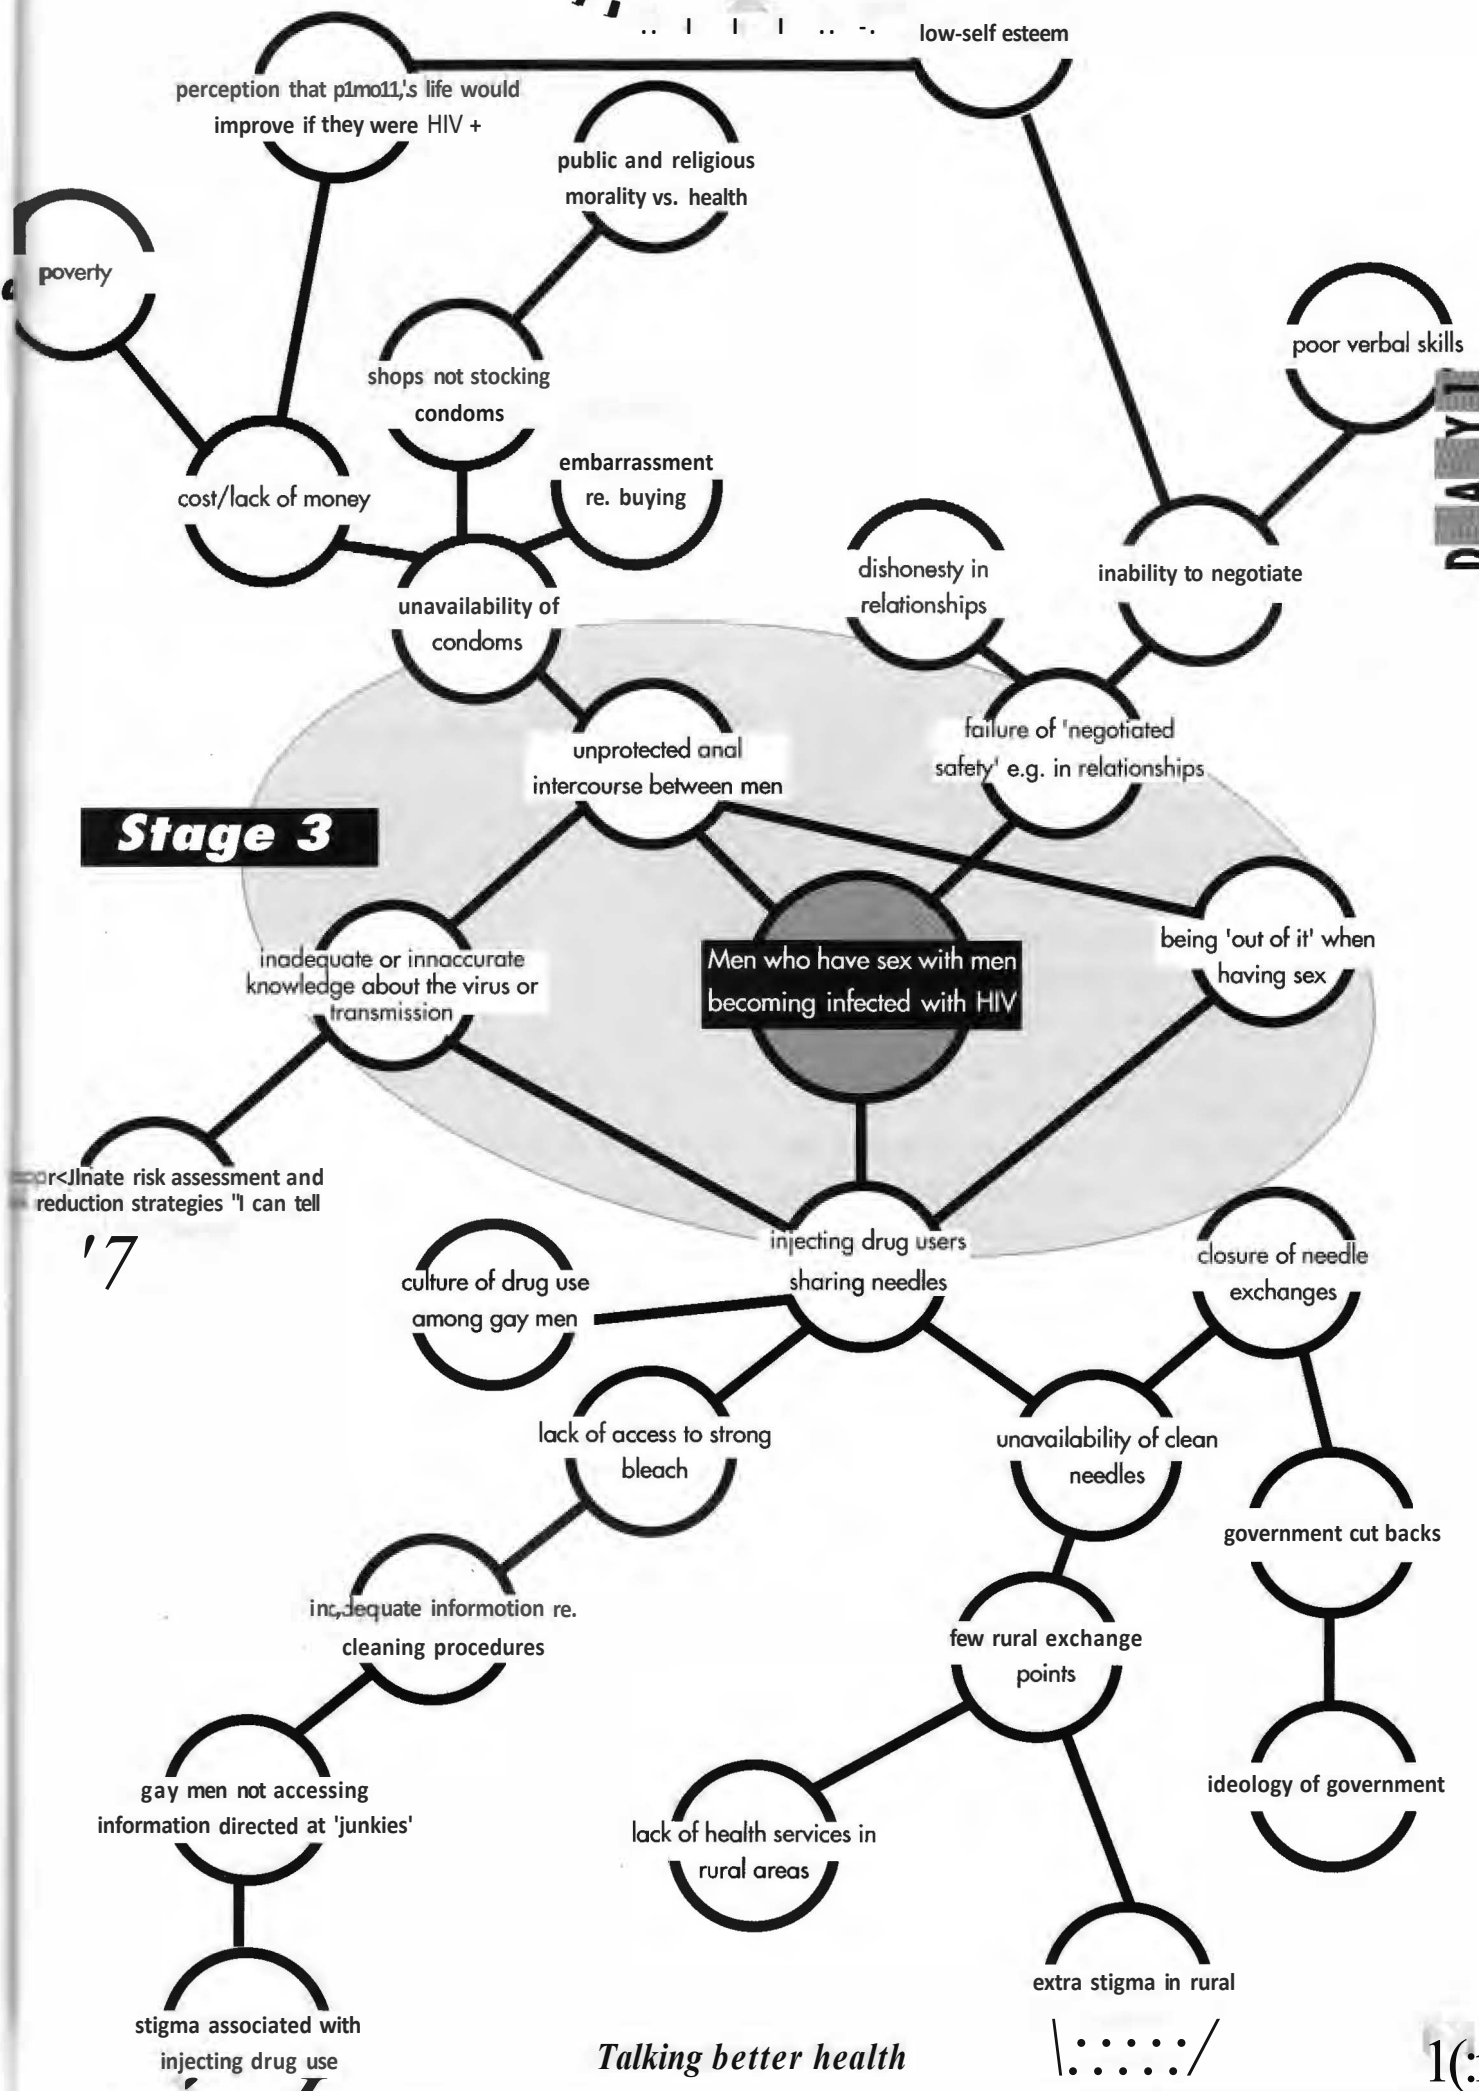 low-self esteem
perception that life would
improve if they were HIV +
public and religious
morality vs. health
poverty
poor verbal skills
shops not stocking
condoms
embarrassment
re. buying
cost/lack of money
dishonesty in
relationships
inability to negotiate
unavailability of
condoms
failure of 'negotiated
safety' e.g. in relationships
unprotected anal
intercourse between men
Stage 3
being 'out of it' when
having sex
inadequate or innaccurate
knowledge about the virus or
transmission
Men who have sex with men
becoming infected with HIV
risk assessment and
reduction strategies "I can tell
injecting drug users
sharing needles
closure of needle
exchanges
culture of drug use
among gay men
lack of access to strong
bleach
unavailability of clean
needles
government cut backs
inadequate information re.
cleaning procedures
few rural exchange
points
gay men not accessing
information directed at 'junkies'
ideology of government
lack of health services in
rural areas
extra stigma in rural
stigma associated with
injecting drug use
Talking better health